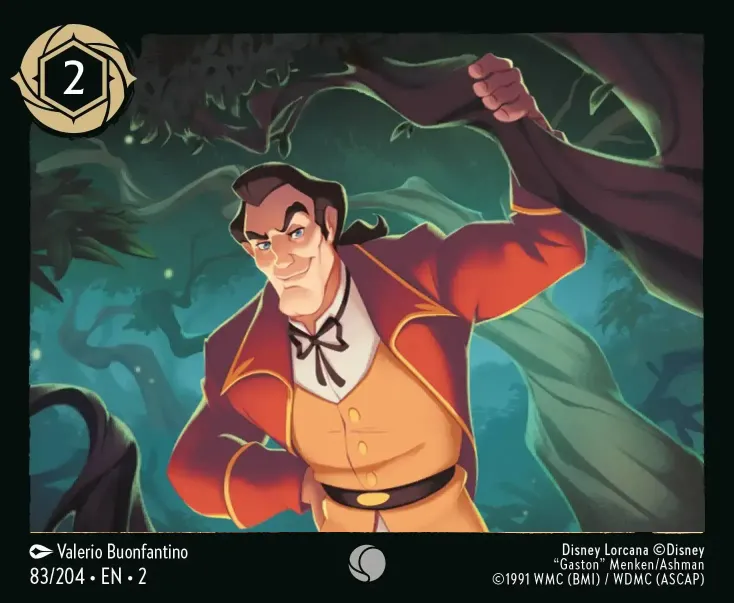 2
Valerio Buonfantino
83/204 • EN • 2
Disney Lorcana ©Disney
“Gaston” Menken/Ashman
©1991 WMC (BMI) / WDMC (ASCAP)